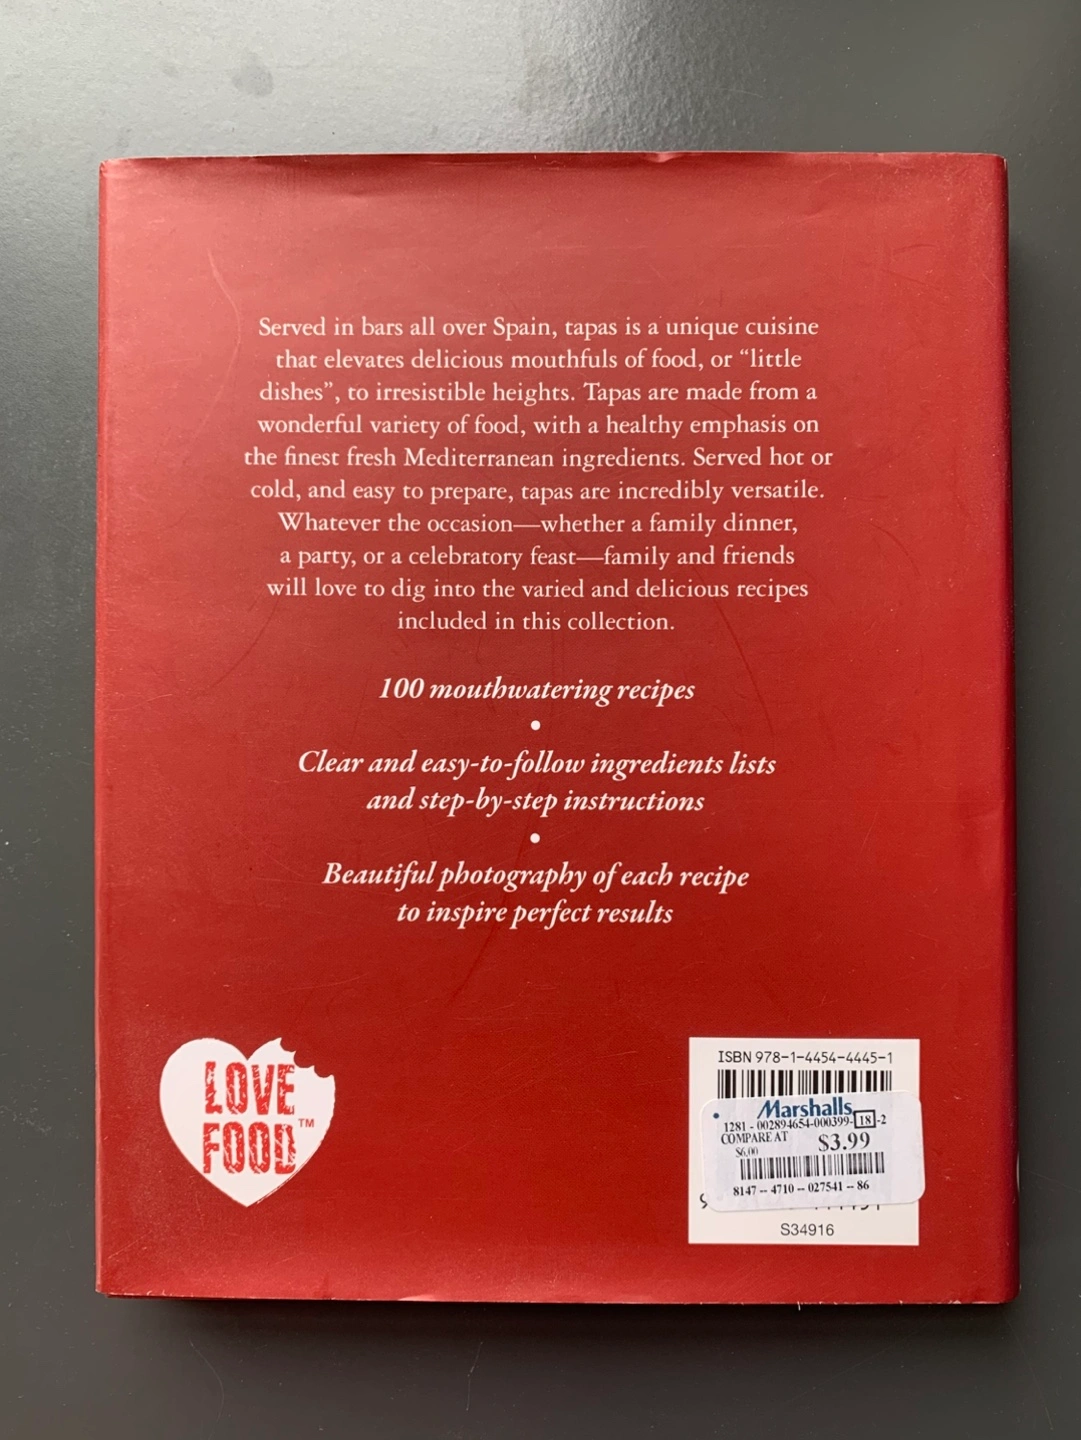 Served in bars all over Spain, tapas is a unique cuisine
that elevates delicious mouthfuls of food, or “little
dishes”, to irresistible heights. Tapas are made from a
wonderful variety of food, with a healthy emphasis on
the finest fresh Mediterranean ingredients. Served hot or
cold, and easy to prepare, tapas are incredibly versatile.
Whatever the occasion—whether a family dinner,
a party, or a celebratory feast—family and friends
will love to dig into the varied and delicious recipes
included in this collection.
100 mouthwatering recipes
•
Clear and easy-to-follow ingredients lists
and step-by-step instructions
•
Beautiful photography of each recipe
to inspire perfect results
LOVE
FOOD™
ISBN 978-1-4454-4445-1
Marshalls
1281 - 002894654-000399-18-2
COMPARE AT $3.99
$6.00
8147 -- 4710 -- 027541 -- 86
S34916